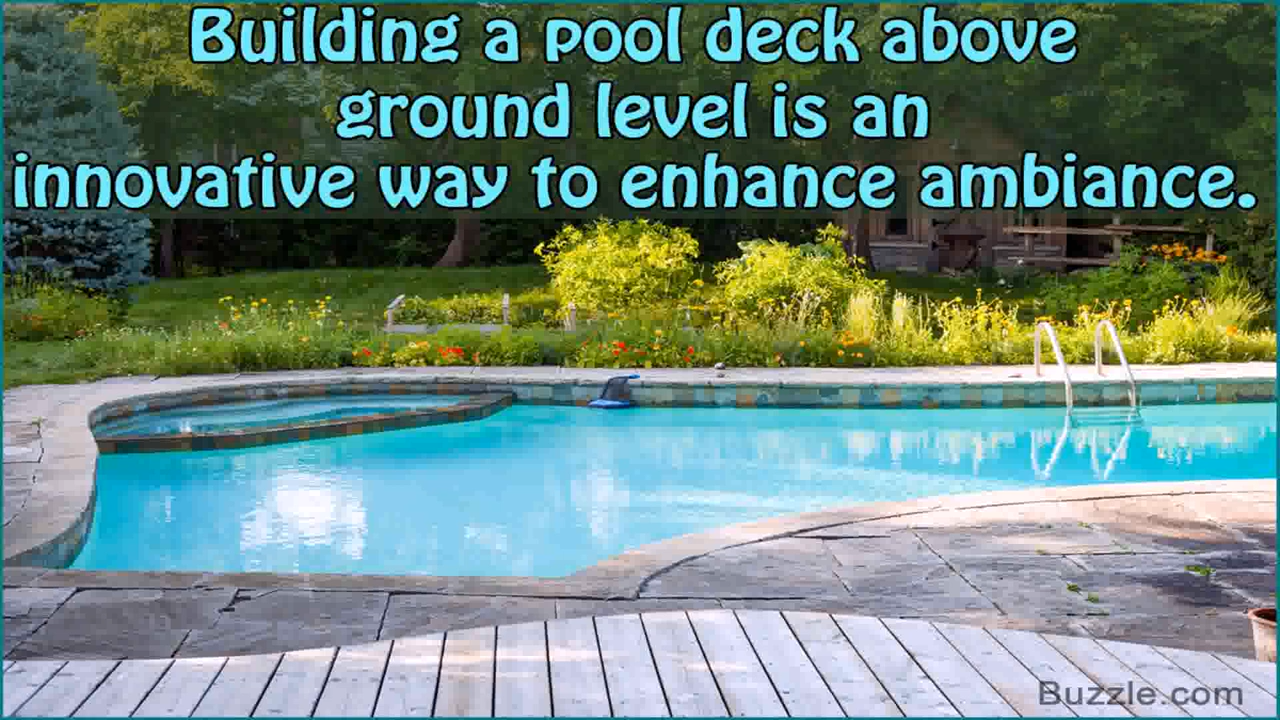 Building a pool deck above
ground level is an
innovative way to enhance ambiance.
Buzzle.com